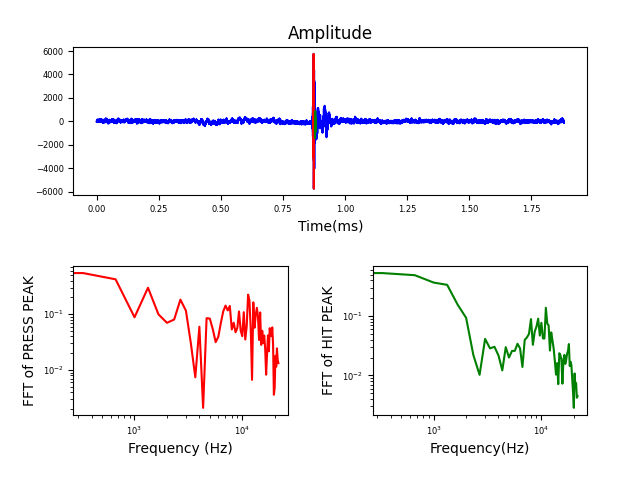 Amplitude
6000
4000
2000
0
−2000
−4000
−6000
0.00 0.25 0.50 0.75 1.00 1.25 1.50 1.75
Time(ms)
FFT of PRESS PEAK
10⁻¹
10⁻²
10³ 10⁴
Frequency (Hz)
FFT of HIT PEAK
10⁻¹
10⁻²
10³ 10⁴
Frequency(Hz)